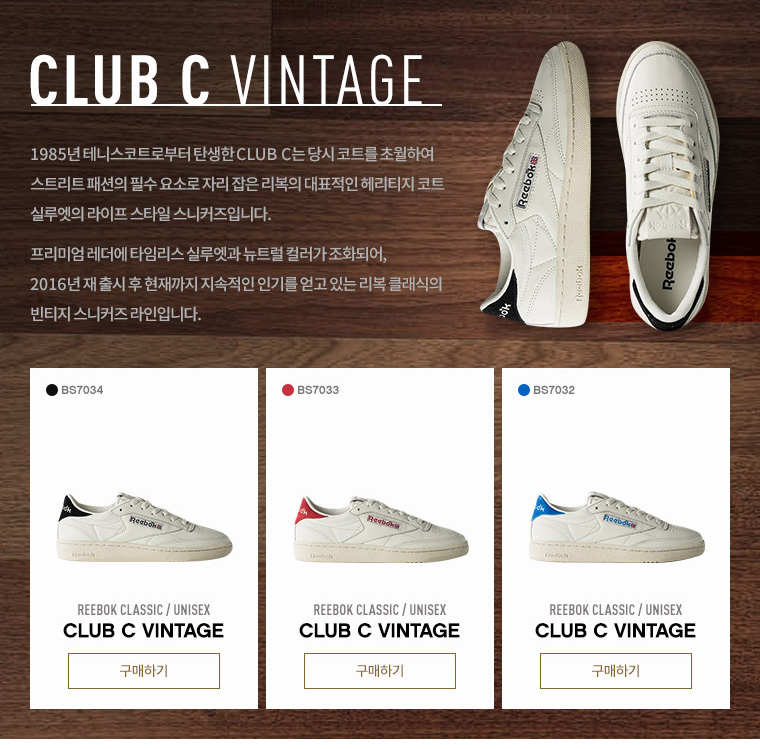 CLUB C VINTAGE
1985년 테니스코트로부터 탄생한 CLUB C는 당시 코트를 초월하여
스트리트 패션의 필수 요소로 자리 잡은 리복의 대표적인 헤리티지 코트
실루엣의 라이프 스타일 스니커즈입니다.
프리미엄 레더에 타임리스 실루엣과 뉴트럴 컬러가 조화되어,
2016년 재 출시 후 현재까지 지속적인 인기를 얻고 있는 리복 클래식의
빈티지 스니커즈 라인입니다.
Reebok
Reebok
BS7034
BS7033
BS7032
Reebok
Reebok
Reebok
Reebok
Reebok
Reebok
REEBOK CLASSIC / UNISEX
REEBOK CLASSIC / UNISEX
REEBOK CLASSIC / UNISEX
CLUB C VINTAGE
CLUB C VINTAGE
CLUB C VINTAGE
구매하기
구매하기
구매하기